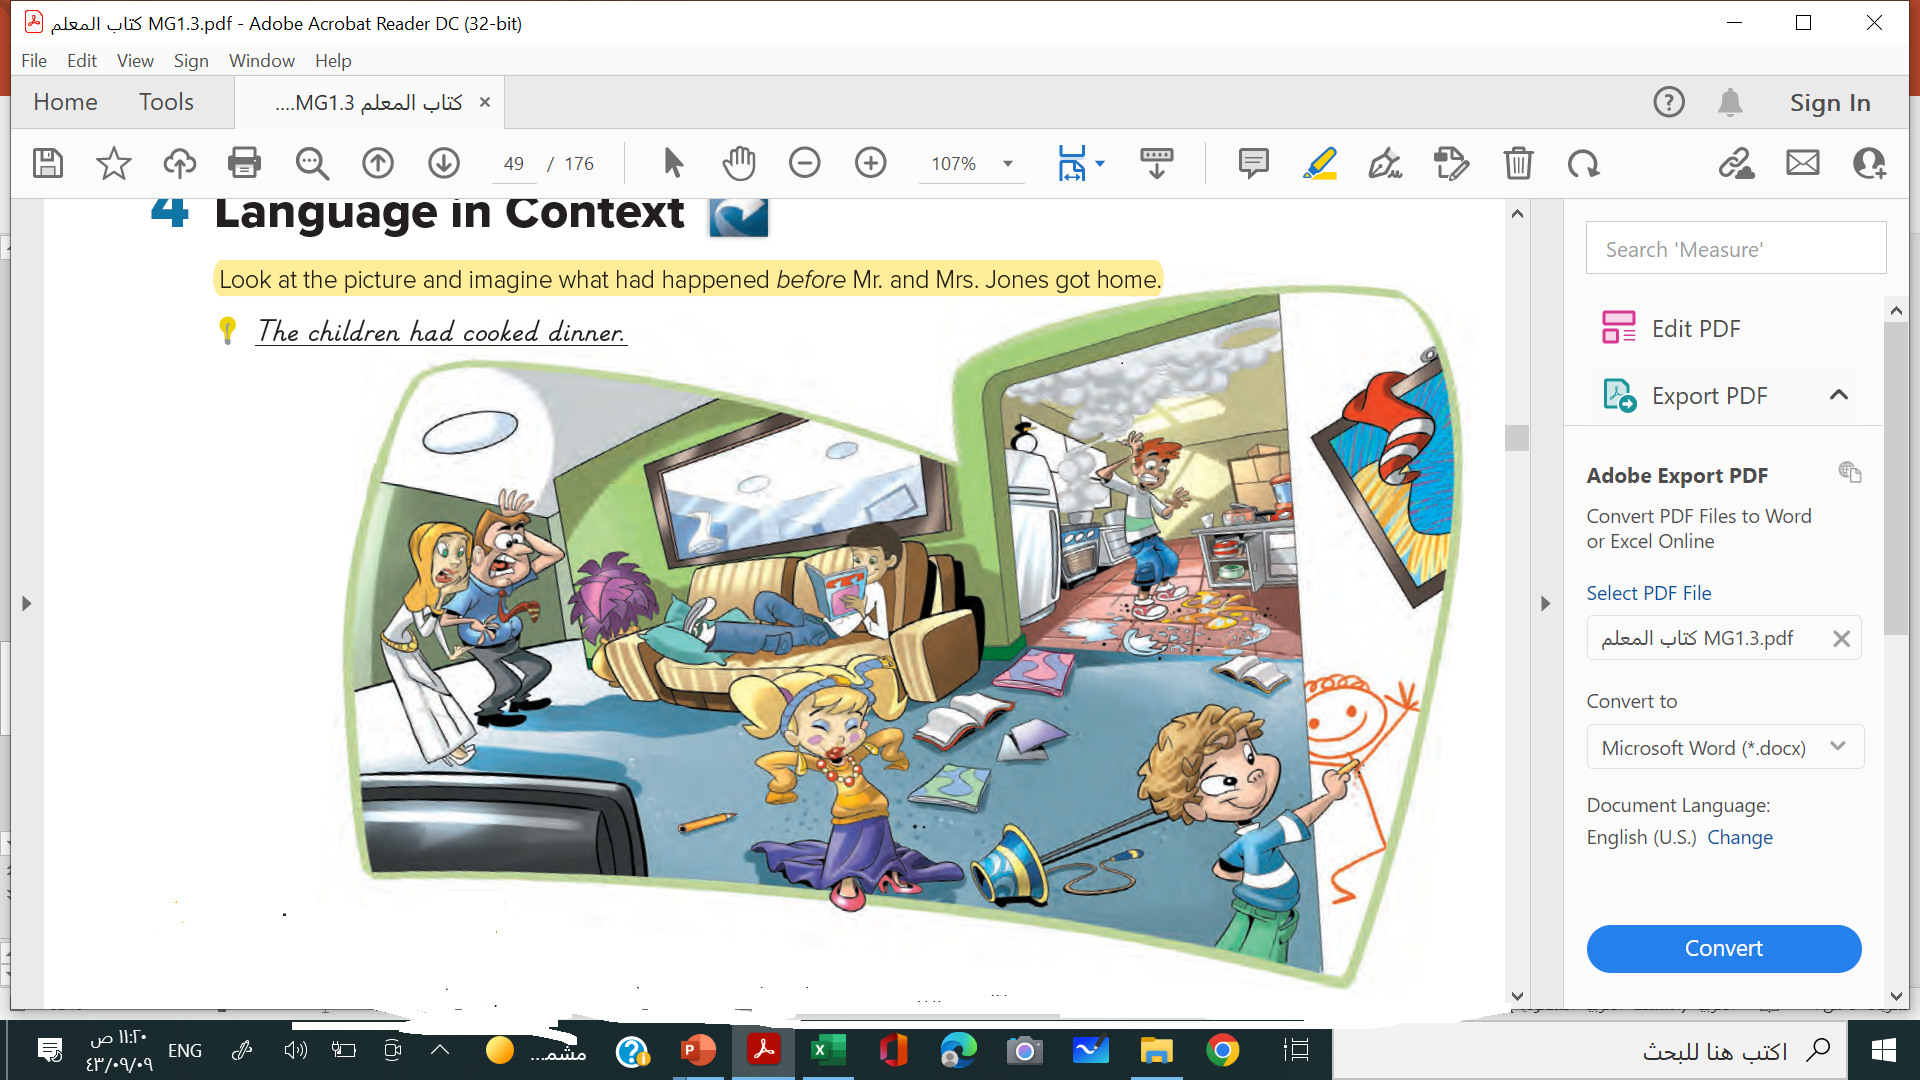 كتاب المعلم MG1.3.pdf - Adobe Acrobat Reader DC (32-bit)
File Edit View Sign Window Help
Home Tools كتاب المعلم MG1.3.... Sign In
49 / 176 107%
4 Language in Context
Look at the picture and imagine what had happened before Mr. and Mrs. Jones got home.
The children had cooked dinner.
Search 'Measure'
Edit PDF
Export PDF
Adobe Export PDF
Convert PDF Files to Word
or Excel Online
Select PDF File
كتاب المعلم MG1.3.pdf
Convert to
Microsoft Word (*.docx)
Document Language:
English (U.S.) Change
Convert
١١:٢٠ ص
٤٣/٠٩/٠٩
ENG
مشمـ...
اكتب هنا للبحث